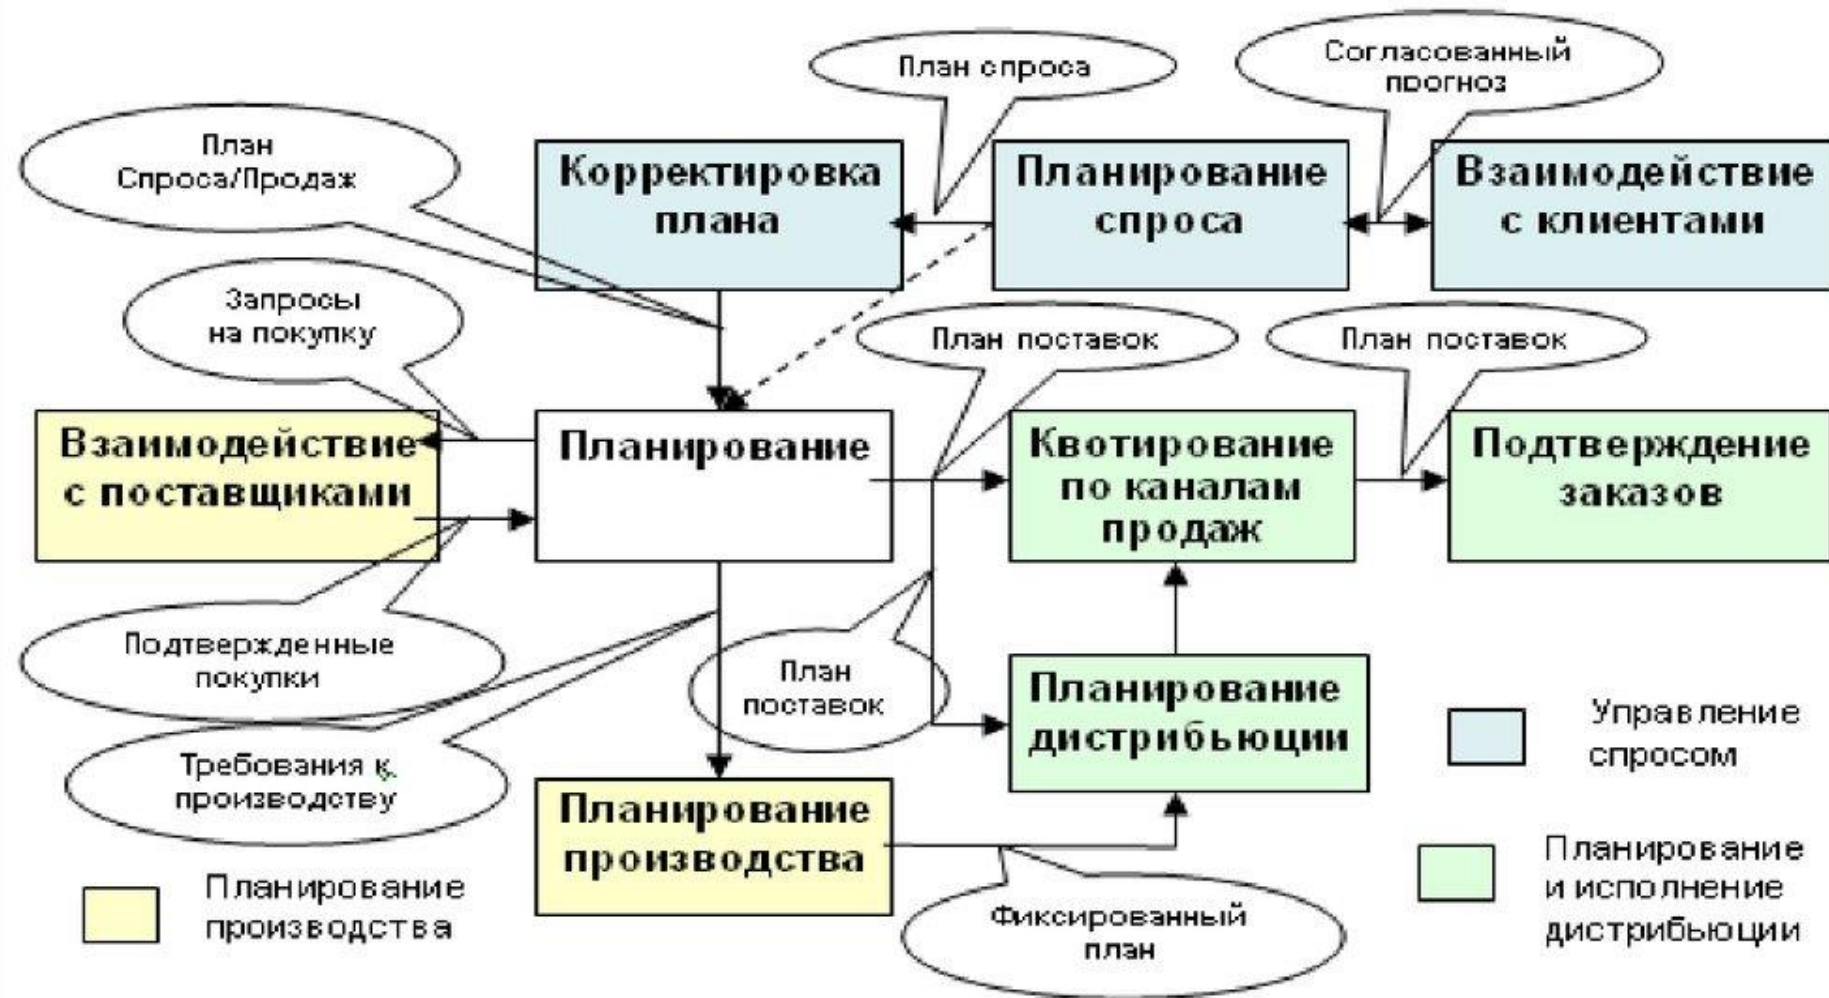 План спроса
Согласованный
прогноз
План
Спроса/Продаж
Корректировка
плана
Планирование
спроса
Взаимодействие
с клиентами
Запросы
на покупку
План поставок
План поставок
Взаимодействие
с поставщиками
Планирование
Квотирование
по каналам
продаж
Подтверждение
заказов
Подтвержденные
покупки
План
поставок
Планирование
дистрибьюции
Управление
спросом
Требования к
производству
Планирование
производства
Планирование
производства
Фиксированный
план
Планирование
и исполнение
дистрибьюции